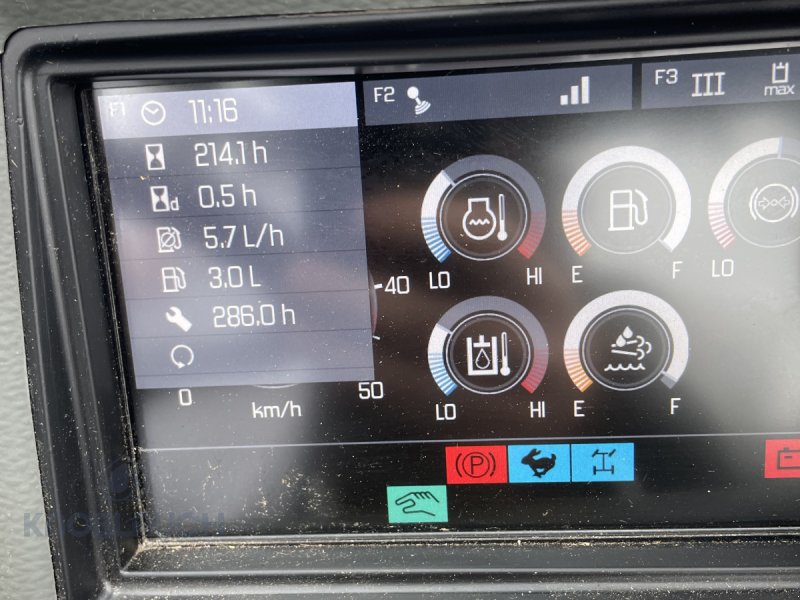 F1 11:16
F2
F3 III
max
214.1 h
0.5 h
d
5.7 L/h
3.0 L
286.0 h
40
50
0
km/h
LO HI
E F
LO
LO HI
E F
P